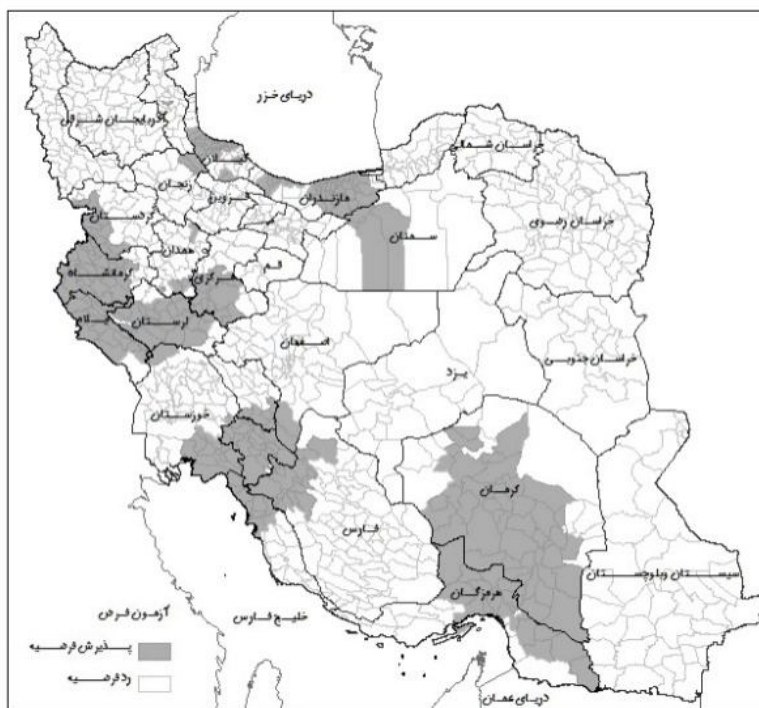 دریای خزر
آذربایجان شرقی
خراسان شمالی
گیلان
زنجان
مازندران
قزوین
خراسان رضوی
کردستان
سمنان
همدان
قم
کرمانشاه
مرکزی
لرستان
ایلام
اصفهان
خراسان جنوبی
یزد
خوزستان
کرمان
فارس
سیستان وبلوچستان
هرمزگان
آزمون فرض
خلیج فارس
پذیرش فرضیه
رد فرضیه
دریای عمان